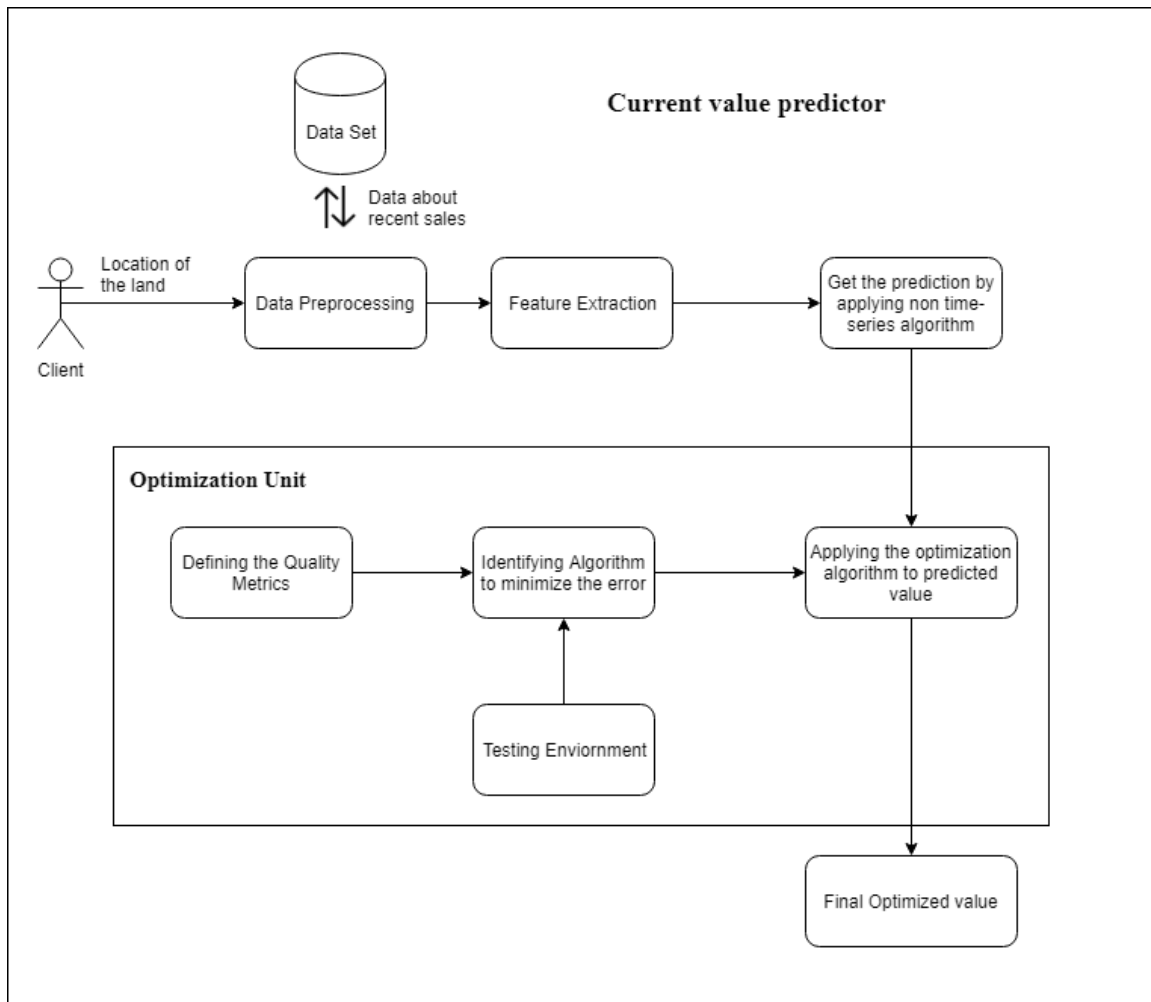 Current value predictor
Data Set
Data about
recent sales
Location of
the land
Client
Data Preprocessing
Feature Extraction
Get the prediction by
applying non time-
series algorithm
Optimization Unit
Defining the Quality
Metrics
Identifying Algorithm
to minimize the error
Applying the optimization
algorithm to predicted
value
Testing Enviornment
Final Optimized value